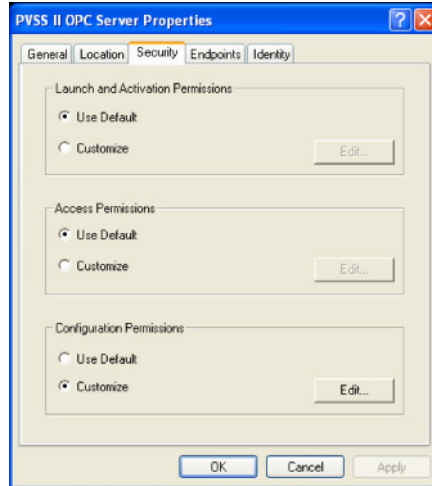 PVSS II OPC Server Properties
General Location Security Endpoints Identity
Launch and Activation Permissions
Use Default
Customize Edit...
Access Permissions
Use Default
Customize Edit...
Configuration Permissions
Use Default
Customize Edit...
OK Cancel Apply